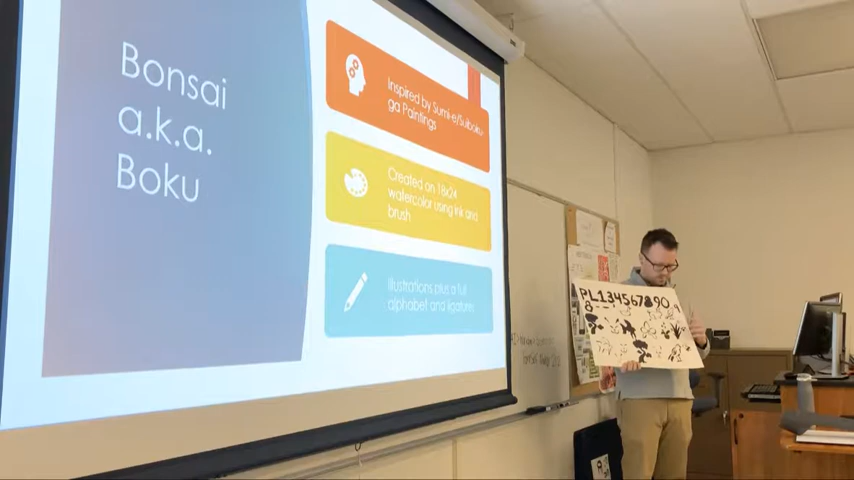 Bonsai
a.k.a.
Boku
Inspired by Sumi-e/Suiboku
ga Paintings
Created on 18x24
watercolor using ink and
brush
Illustrations plus a full
alphabet and ligatures
PL134567890